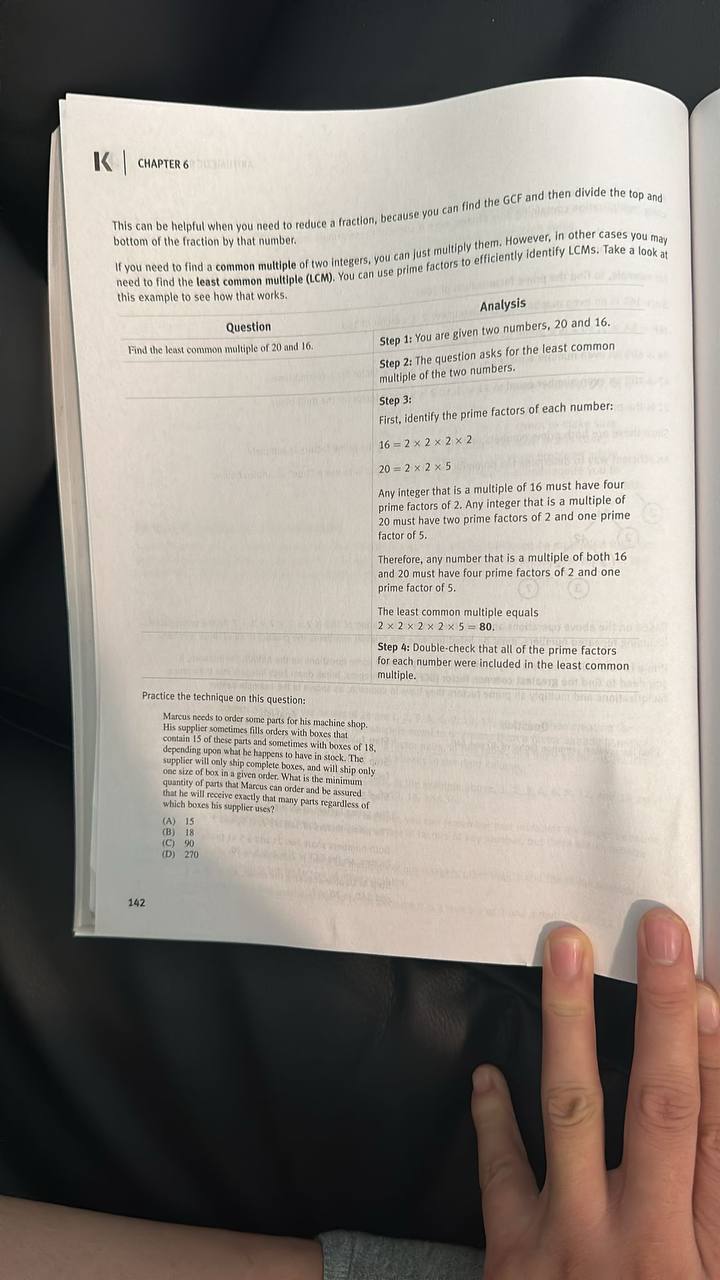 K | CHAPTER 6
This can be helpful when you need to reduce a fraction, because you can find the GCF and then divide the top and
bottom of the fraction by that number.
If you need to find a common multiple of two integers, you can just multiply them. However, in other cases you may
need to find the least common multiple (LCM). You can use prime factors to efficiently identify LCMs. Take a look at
this example to see how that works.
Question
Find the least common multiple of 20 and 16.
Analysis
Step 1: You are given two numbers, 20 and 16.
Step 2: The question asks for the least common
multiple of the two numbers.
Step 3:
First, identify the prime factors of each number:
16 = 2 × 2 × 2 × 2
20 = 2 × 2 × 5
Any integer that is a multiple of 16 must have four
prime factors of 2. Any integer that is a multiple of
20 must have two prime factors of 2 and one prime
factor of 5.
Therefore, any number that is a multiple of both 16
and 20 must have four prime factors of 2 and one
prime factor of 5.
The least common multiple equals
2 × 2 × 2 × 2 × 5 = 80.
Step 4: Double-check that all of the prime factors
for each number were included in the least common
multiple.
Practice the technique on this question:
Marcus needs to order some parts for his machine shop.
His supplier sometimes fills orders with boxes that
contain 15 of these parts and sometimes with boxes of 18,
depending upon what he happens to have in stock. The
supplier will only ship complete boxes, and will ship only
one size of box in a given order. What is the minimum
quantity of parts that Marcus can order and be assured
that he will receive exactly that many parts regardless of
which boxes his supplier uses?
(A) 15
(B) 18
(C) 90
(D) 270
142